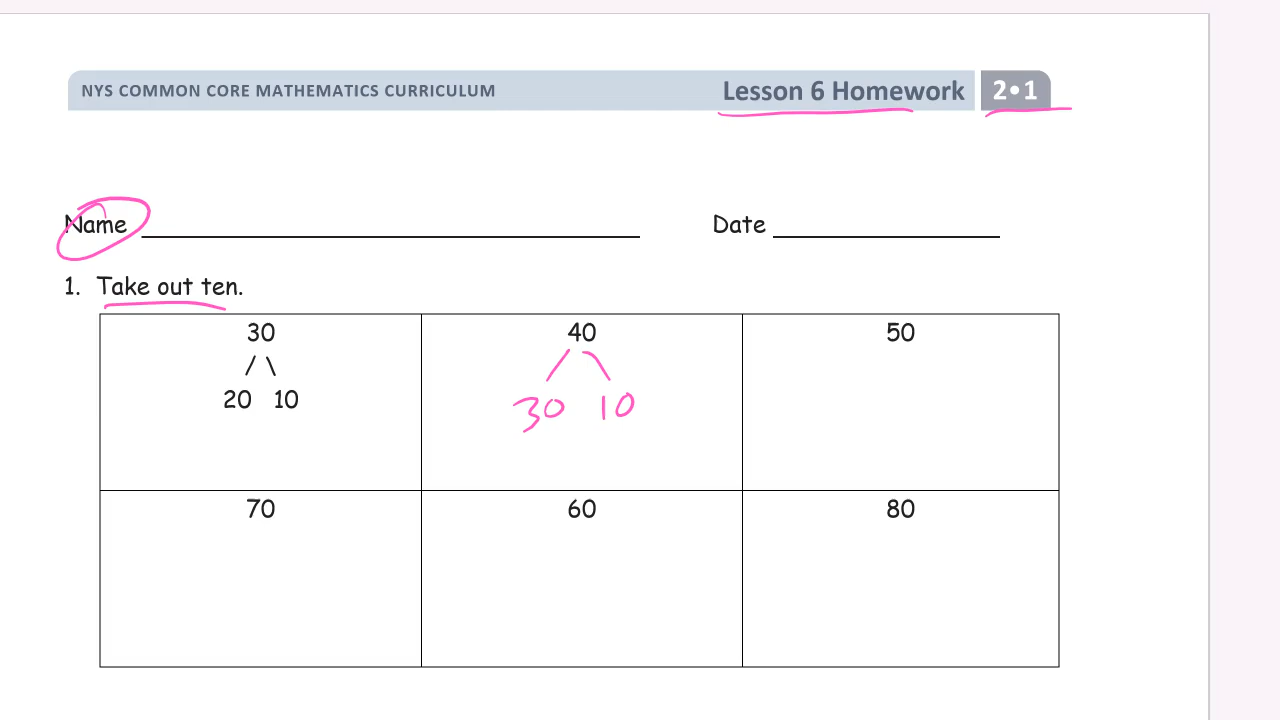 NYS COMMON CORE MATHEMATICS CURRICULUM Lesson 6 Homework 2•1
Name Date
1. Take out ten.
30 40 50
20 10 30 10
70 60 80